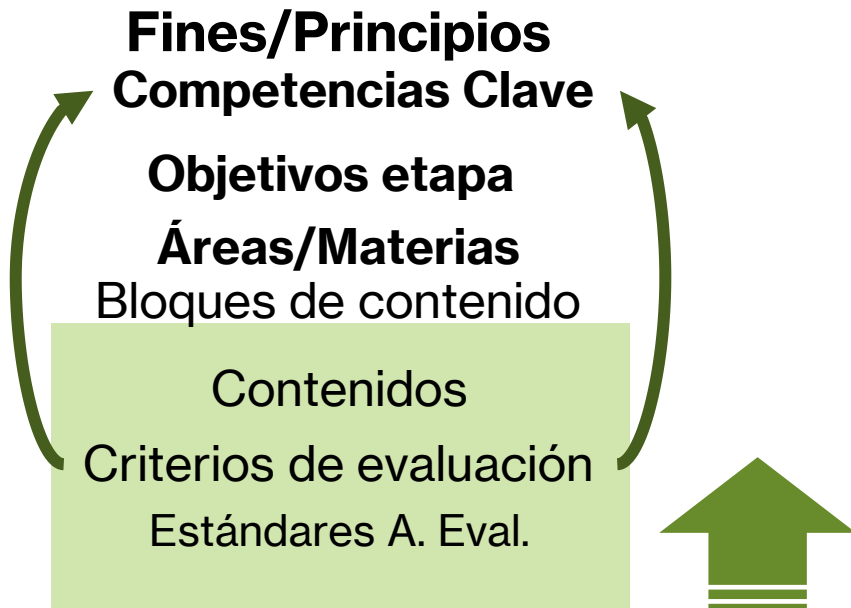 Fines/Principios
Competencias Clave
Objetivos etapa
Áreas/Materias
Bloques de contenido
Contenidos
Criterios de evaluación
Estándares A. Eval.